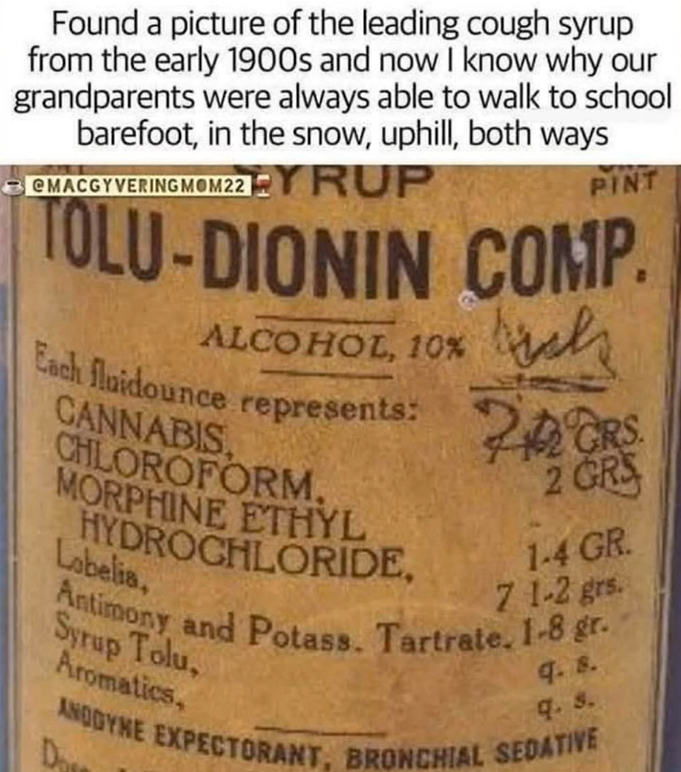 Found a picture of the leading cough syrup
from the early 1900s and now I know why our
grandparents were always able to walk to school
barefoot, in the snow, uphill, both ways
@MACGYVERINGMOM22
YRUP PINT
TOLU-DIONIN COMP.
ALCOHOL, 10%
Each fluidounce represents:
CANNABIS, GRS.
CHLOROFORM, 2 GRS
MORPHINE ETHYL
HYDROCHLORIDE, 1-4 GR.
Lobelia, 7 1-2 grs.
Antimony and Potass. Tartrate, 1-8 gr.
Syrup Tolu, q. s.
Aromatics, q. s.
ANODYNE EXPECTORANT, BRONCHIAL SEDATIVE